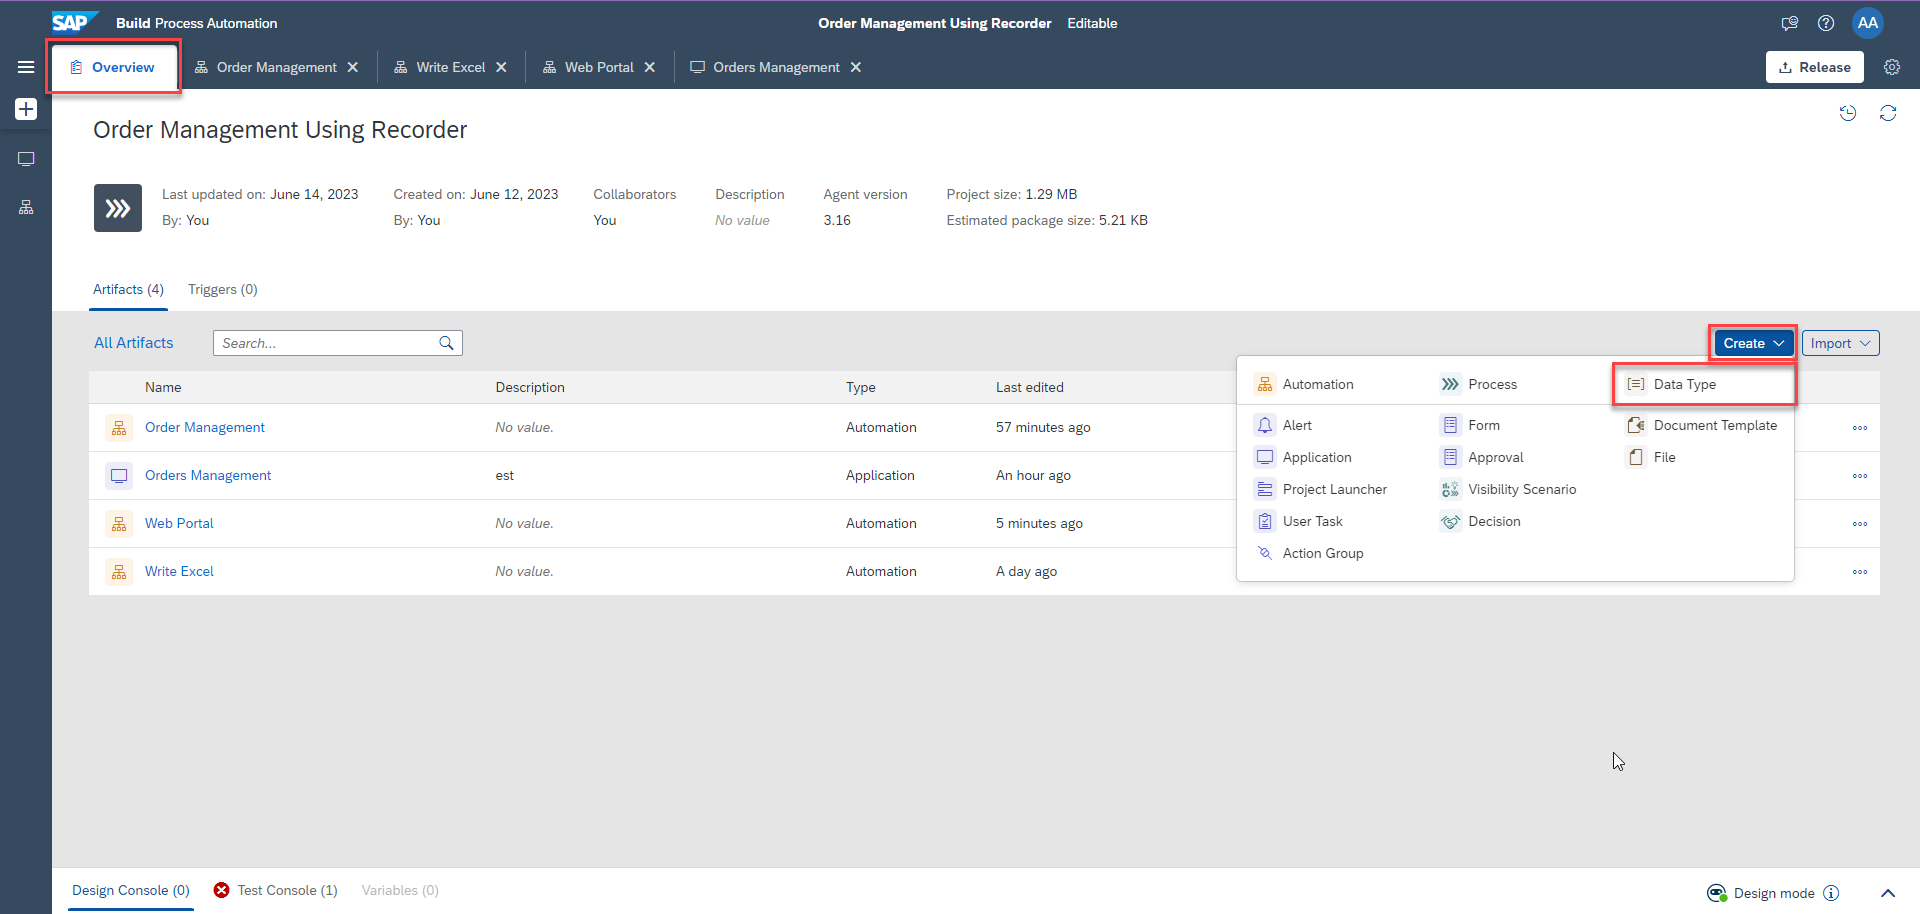 SAP Build Process Automation
Order Management Using Recorder Editable
AA
Overview
Order Management
Write Excel
Web Portal
Orders Management
Release
Order Management Using Recorder
Last updated on: June 14, 2023
By: You
Created on: June 12, 2023
By: You
Collaborators
You
Description
No value
Agent version
3.16
Project size: 1.29 MB
Estimated package size: 5.21 KB
Artifacts (4) Triggers (0)
All Artifacts
Search...
Create
Import
Name Description Type Last edited
Order Management No value. Automation 57 minutes ago
Orders Management est Application An hour ago
Web Portal No value. Automation 5 minutes ago
Write Excel No value. Automation A day ago
Automation Process Data Type
Alert Form Document Template
Application Approval File
Project Launcher Visibility Scenario
User Task Decision
Action Group
Design Console (0) Test Console (1) Variables (0)
Design mode